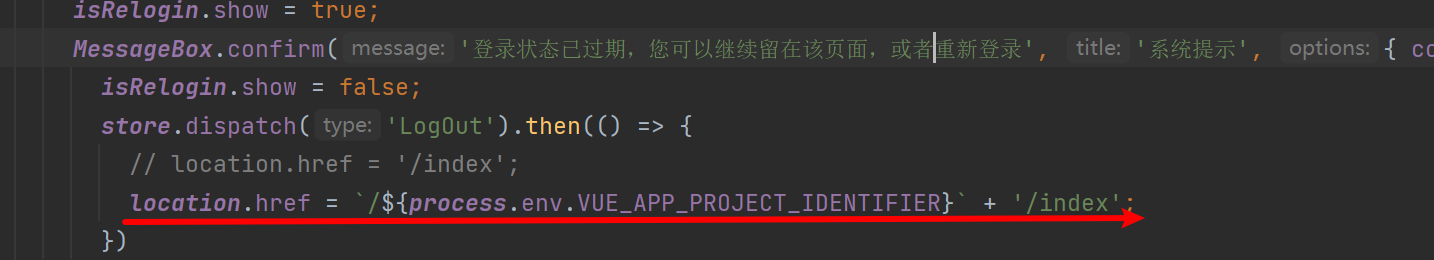 isRelogin.show = true;
MessageBox.confirm( message: '登录状态已过期，您可以继续留在该页面，或者重新登录', title: '系统提示', options: { co
isRelogin.show = false;
store.dispatch( type: 'LogOut').then(() => {
// location.href = '/index';
location.href = `/${process.env.VUE_APP_PROJECT_IDENTIFIER}` + '/index';
})